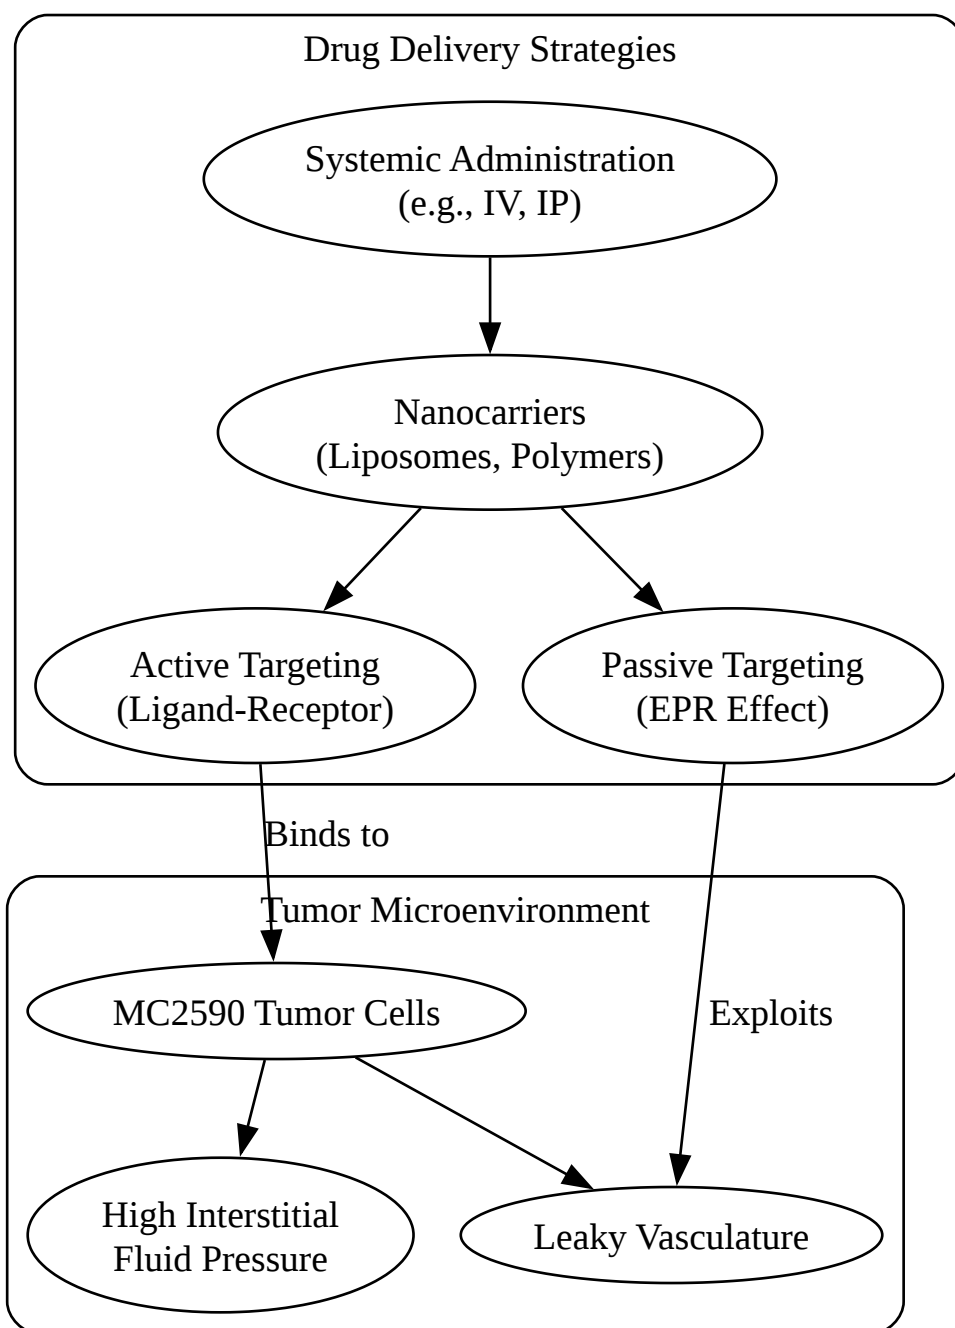 Drug Delivery Strategies
Systemic Administration
(e.g., IV, IP)
Nanocarriers
(Liposomes, Polymers)
Active Targeting
(Ligand-Receptor)
Passive Targeting
(EPR Effect)
Binds to
Tumor Microenvironment
MC2590 Tumor Cells
Exploits
High Interstitial
Fluid Pressure
Leaky Vasculature